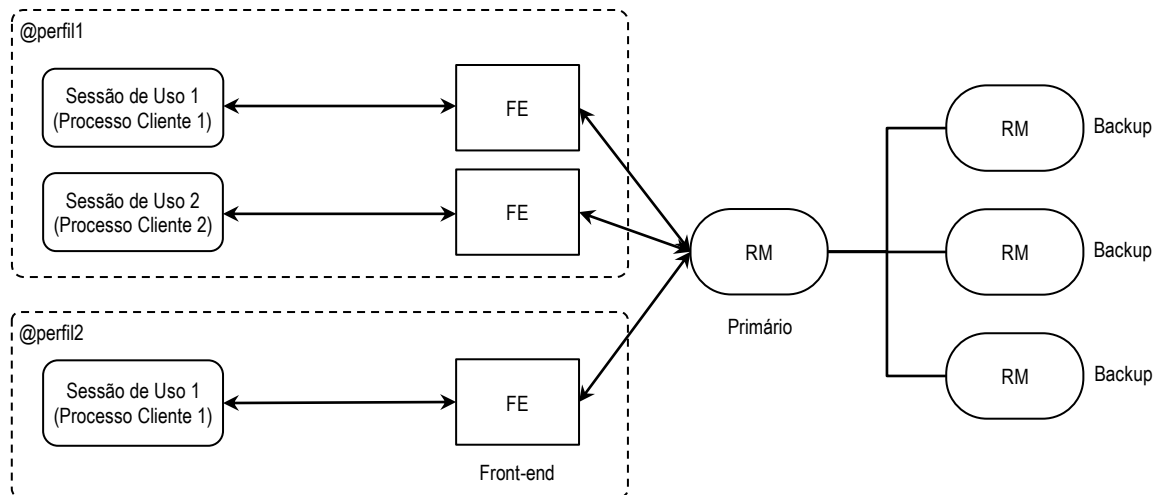 @perfil1
Sessão de Uso 1
(Processo Cliente 1)
FE
Sessão de Uso 2
(Processo Cliente 2)
FE
@perfil2
Sessão de Uso 1
(Processo Cliente 1)
FE
Front-end
RM
Primário
RM
Backup
RM
Backup
RM
Backup